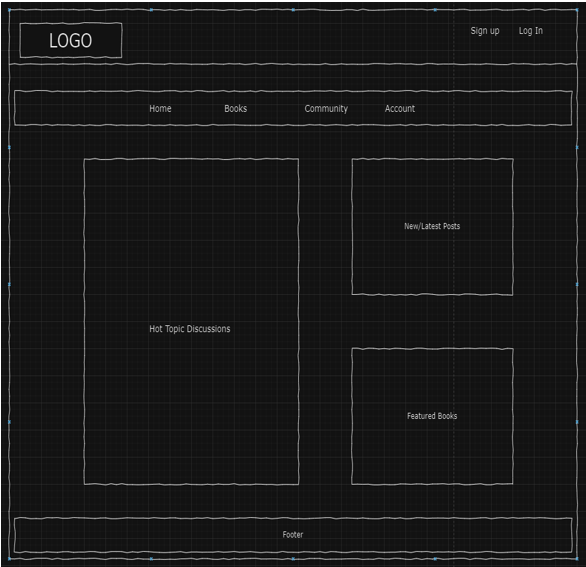 LOGO
Sign up Log In
Home Books Community Account
New/Latest Posts
Hot Topic Discussions
Featured Books
Footer